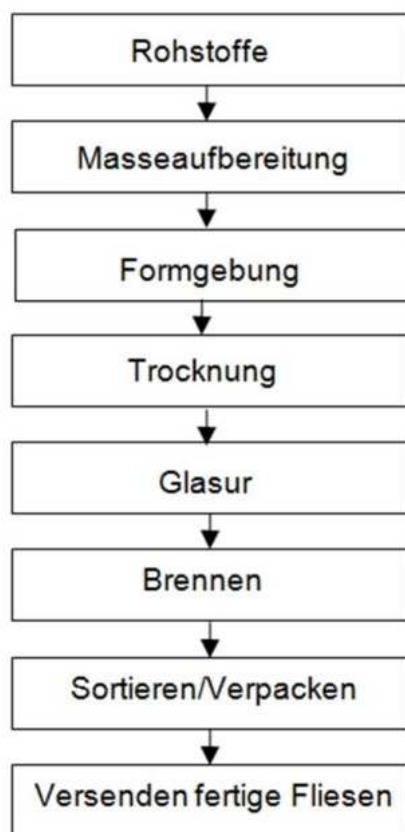 Rohstoffe
Masseaufbereitung
Formgebung
Trocknung
Glasur
Brennen
Sortieren/Verpacken
Versenden fertige Fliesen